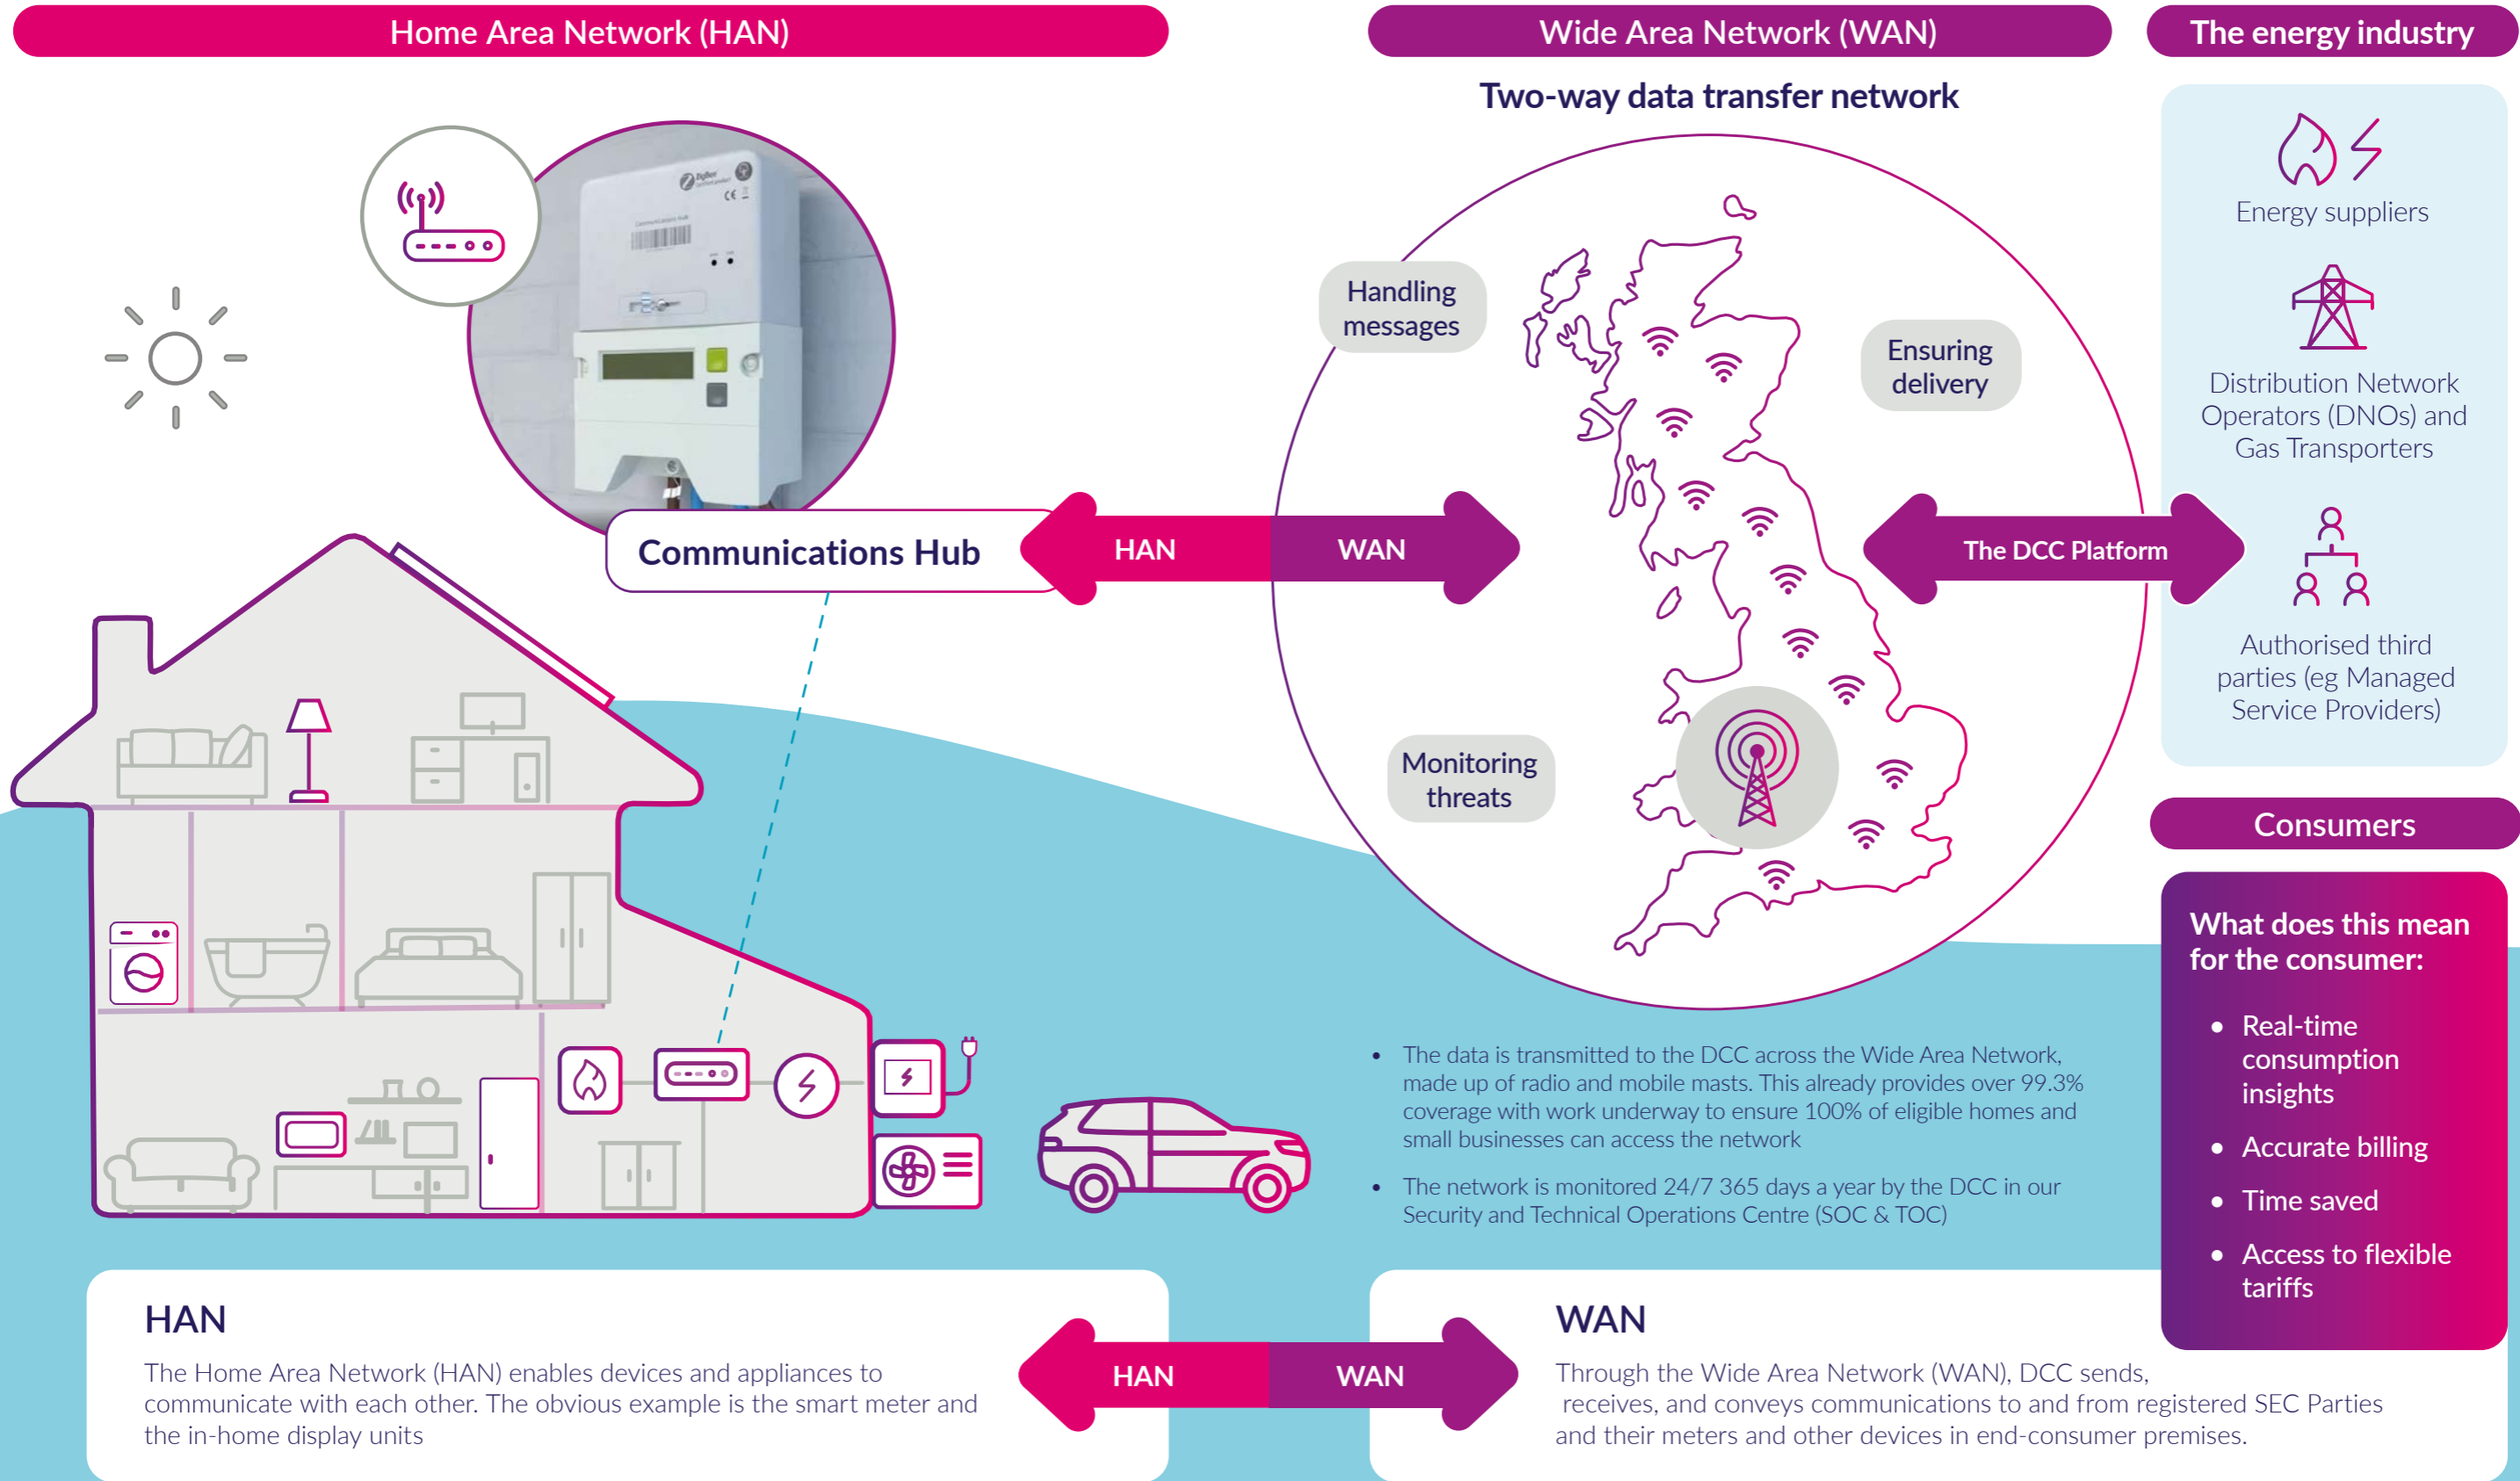 Home Area Network (HAN)
Wide Area Network (WAN)
The energy industry
Two-way data transfer network
ZigBee
Communications Hub
CE
Handling
messages
Ensuring
delivery
Monitoring
threats
Communications Hub
HAN
WAN
The DCC Platform
Energy suppliers
Distribution Network
Operators (DNOs) and
Gas Transporters
Authorised third
parties (eg Managed
Service Providers)
Consumers
What does this mean
for the consumer:
• Real-time
consumption
insights
• Accurate billing
• Time saved
• Access to flexible
tariffs
• The data is transmitted to the DCC across the Wide Area Network,
made up of radio and mobile masts. This already provides over 99.3%
coverage with work underway to ensure 100% of eligible homes and
small businesses can access the network
• The network is monitored 24/7 365 days a year by the DCC in our
Security and Technical Operations Centre (SOC & TOC)
HAN
The Home Area Network (HAN) enables devices and appliances to
communicate with each other. The obvious example is the smart meter and
the in-home display units
HAN
WAN
WAN
Through the Wide Area Network (WAN), DCC sends,
receives, and conveys communications to and from registered SEC Parties
and their meters and other devices in end-consumer premises.